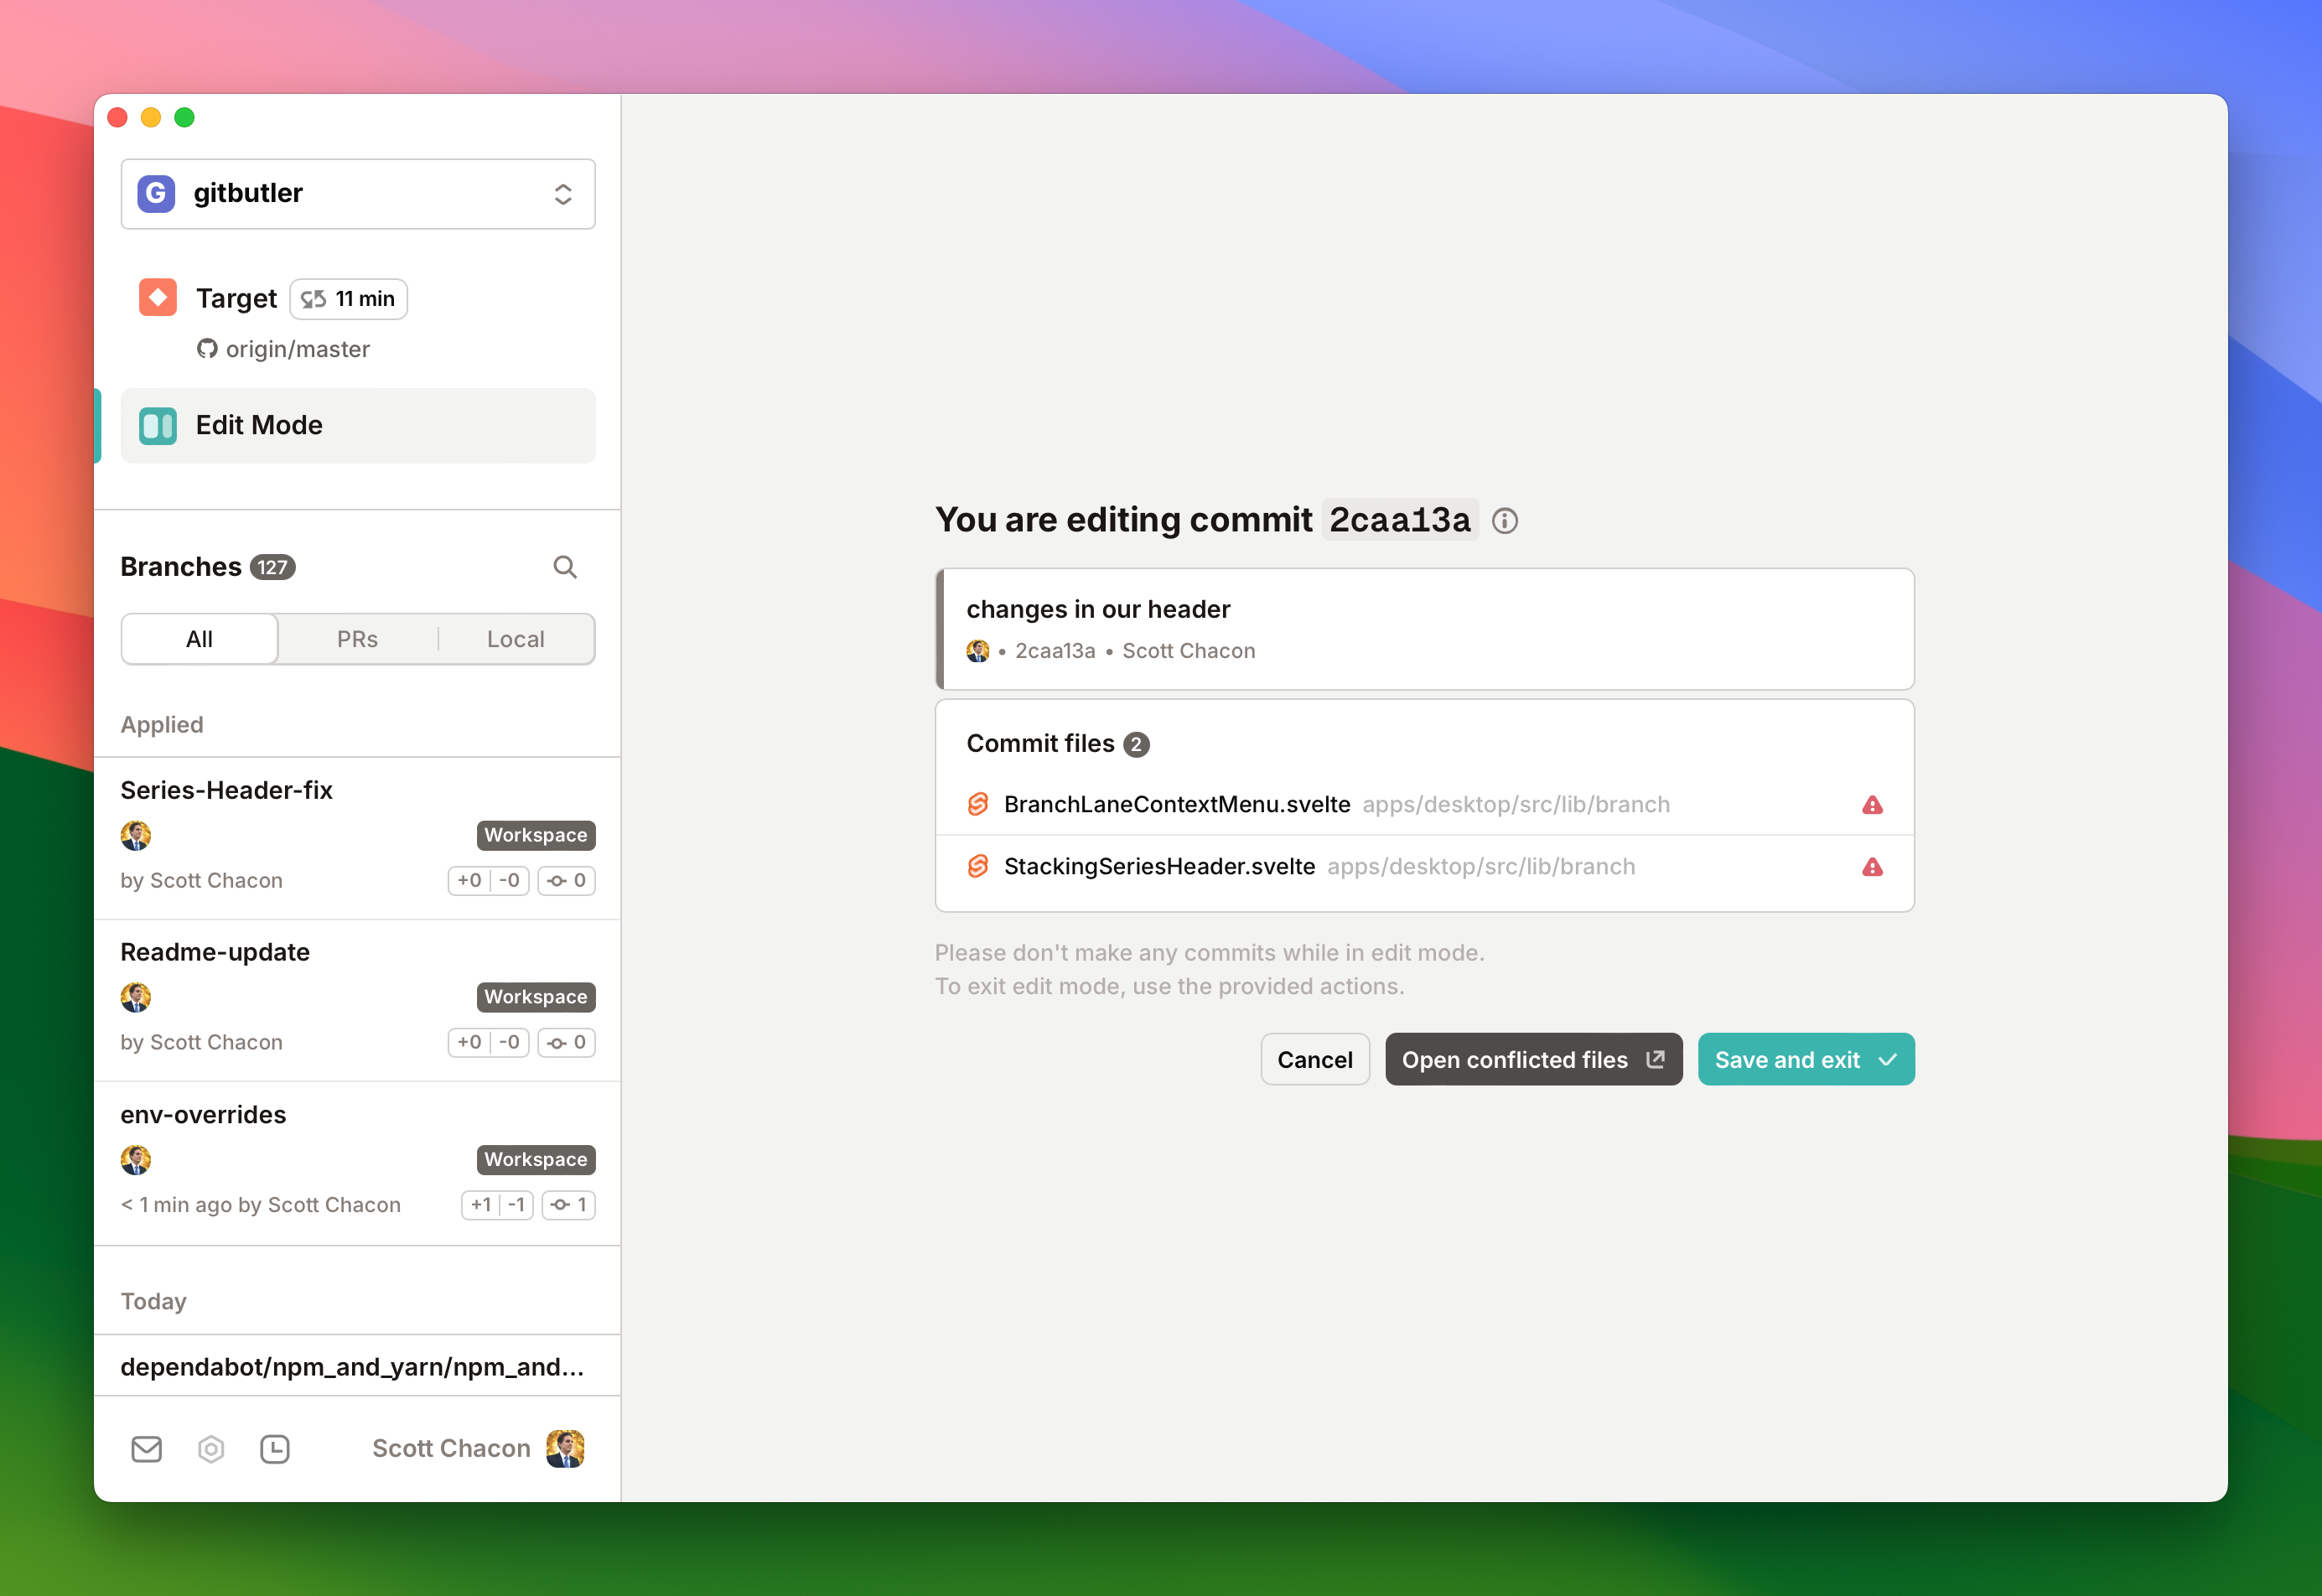 G gitbutler
Target 11 min
origin/master
Edit Mode
Branches 127
All PRs Local
Applied
Series-Header-fix
Workspace
by Scott Chacon +0 -0 0
Readme-update
Workspace
by Scott Chacon +0 -0 0
env-overrides
Workspace
< 1 min ago by Scott Chacon +1 -1 1
Today
dependabot/npm_and_yarn/npm_and...
Scott Chacon
You are editing commit 2caa13a
changes in our header
• 2caa13a • Scott Chacon
Commit files 2
BranchLaneContextMenu.svelte apps/desktop/src/lib/branch
StackingSeriesHeader.svelte apps/desktop/src/lib/branch
Please don't make any commits while in edit mode.
To exit edit mode, use the provided actions.
Cancel Open conflicted files Save and exit